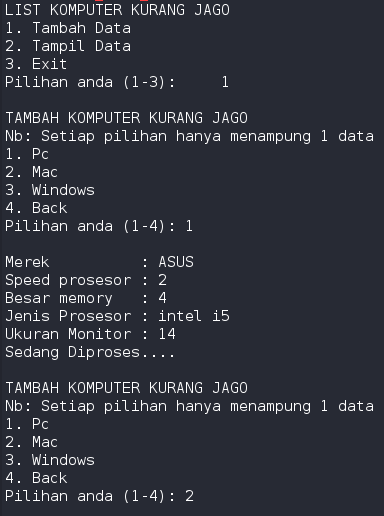 LIST KOMPUTER KURANG JAGO
1. Tambah Data
2. Tampil Data
3. Exit
Pilihan anda (1-3):     1
TAMBAH KOMPUTER KURANG JAGO
Nb: Setiap pilihan hanya menampung 1 data
1. Pc
2. Mac
3. Windows
4. Back
Pilihan anda (1-4): 1
Merek          : ASUS
Speed prosesor : 2
Besar memory   : 4
Jenis Prosesor : intel i5
Ukuran Monitor : 14
Sedang Diproses....
TAMBAH KOMPUTER KURANG JAGO
Nb: Setiap pilihan hanya menampung 1 data
1. Pc
2. Mac
3. Windows
4. Back
Pilihan anda (1-4): 2